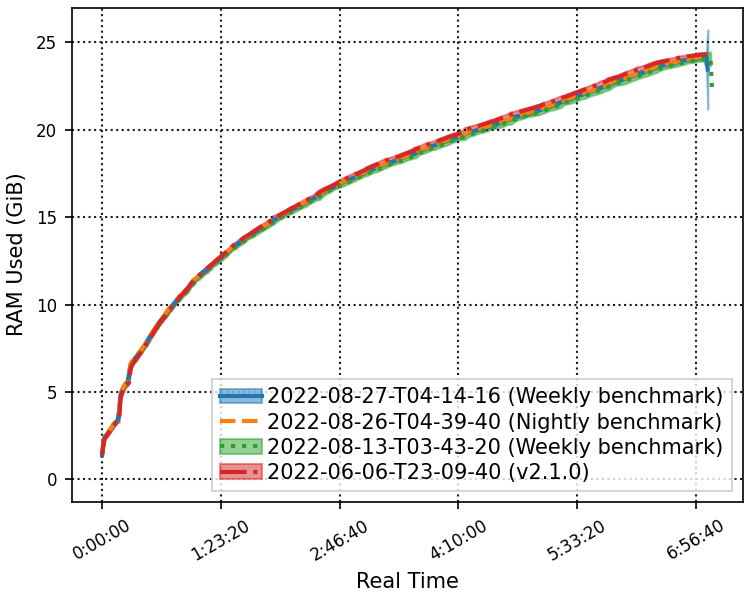 RAM Used (GiB)
25
20
15
10
5
0
2022-08-27-T04-14-16 (Weekly benchmark)
2022-08-26-T04-39-40 (Nightly benchmark)
2022-08-13-T03-43-20 (Weekly benchmark)
2022-06-06-T23-09-40 (v2.1.0)
0:00:00 1:23:20 2:46:40 4:10:00 5:33:20 6:56:40
Real Time